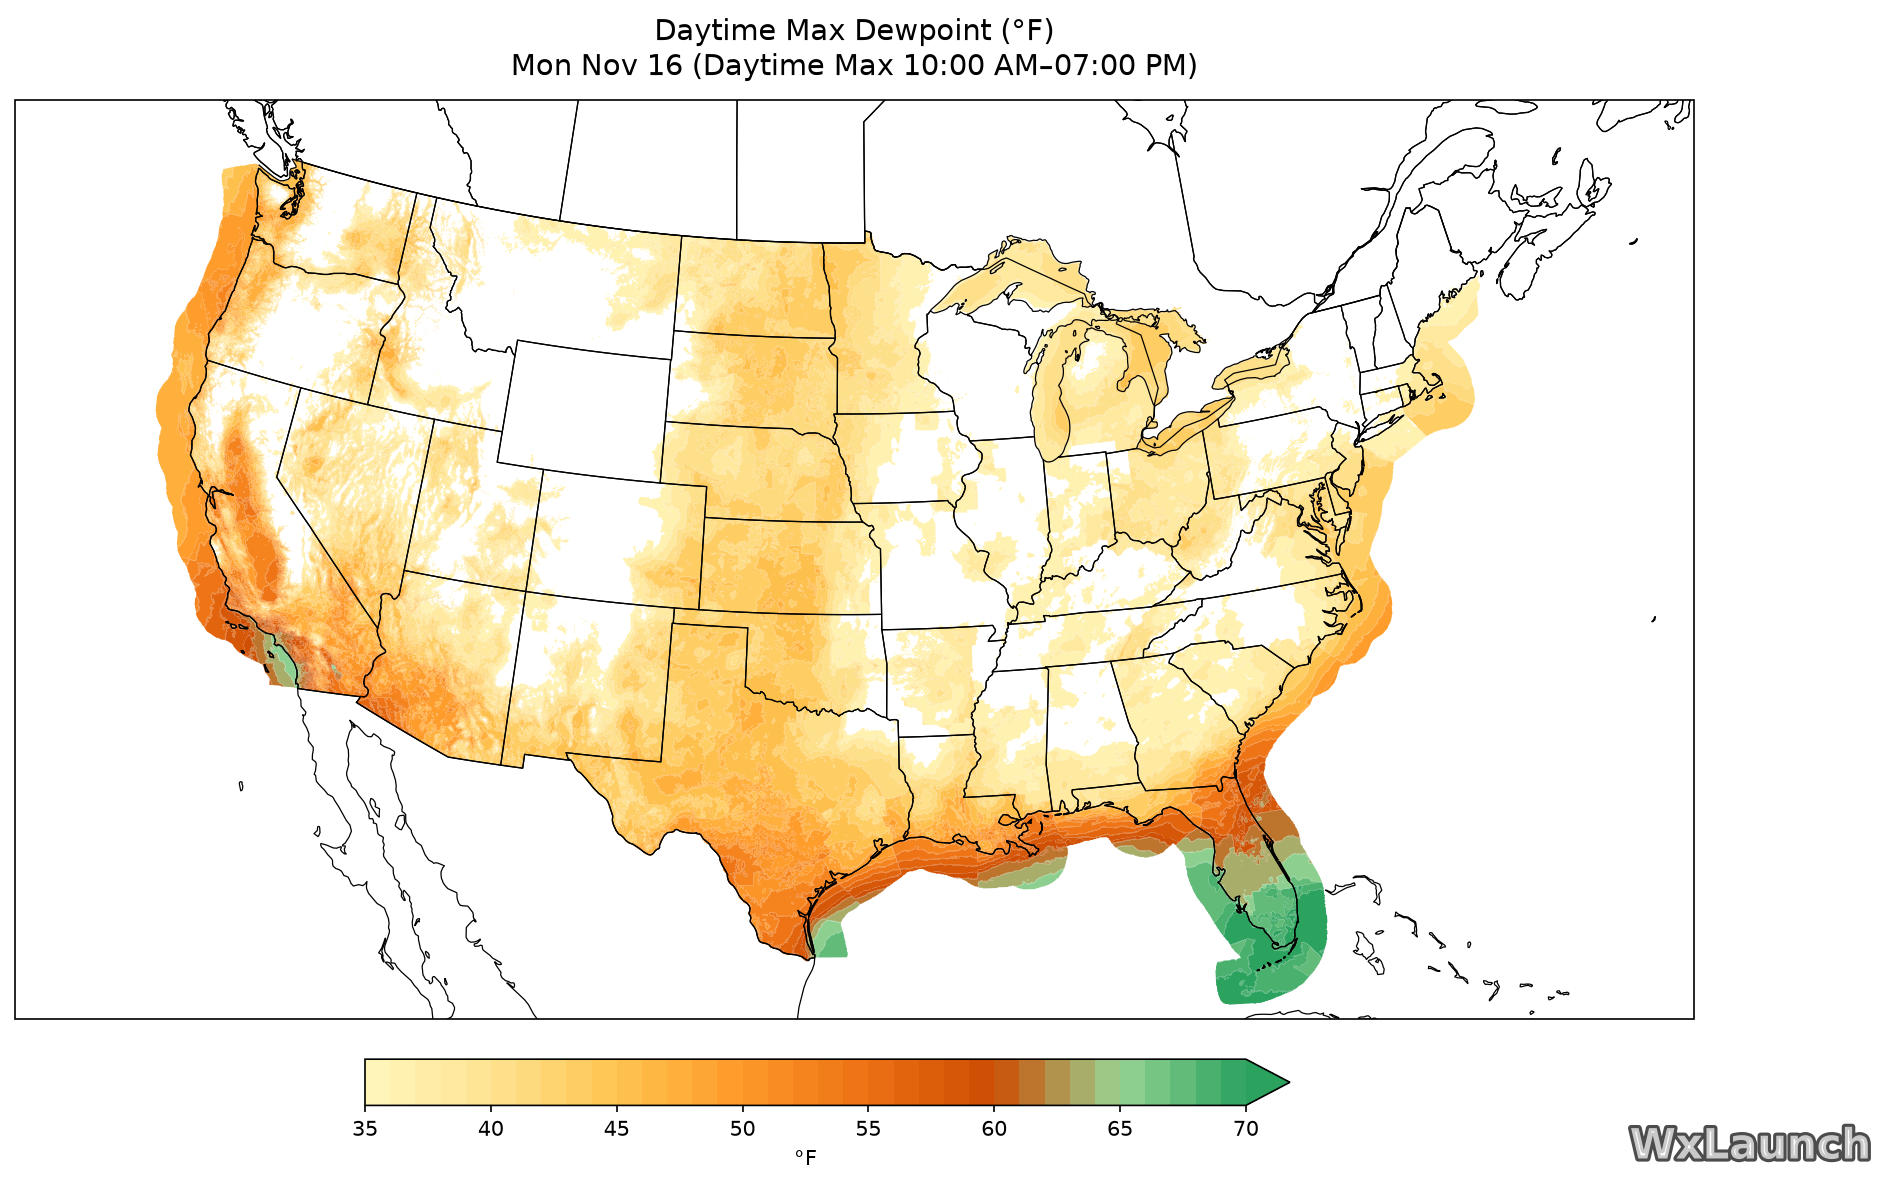 Daytime Max Dewpoint (°F)
Mon Nov 16 (Daytime Max 10:00 AM–07:00 PM)
35 40 45 50 55 60 65 70
°F
WxLaunch